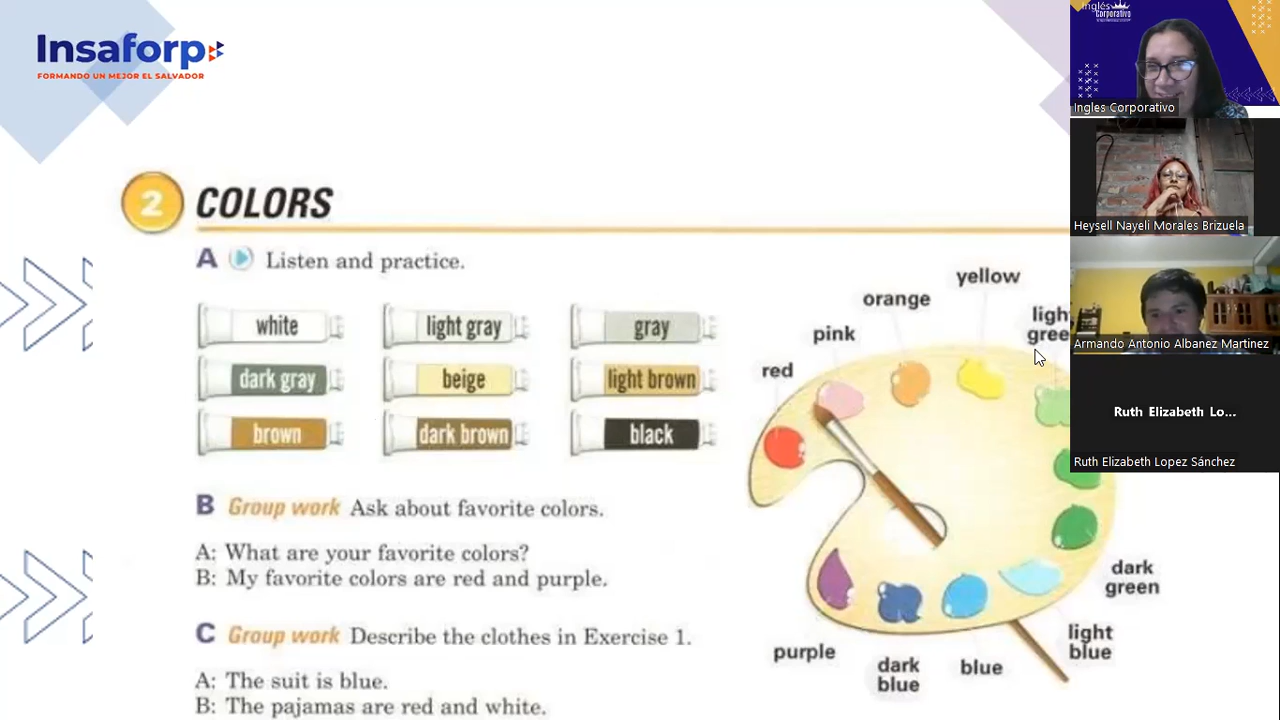 Insaforp
FORMANDO UN MEJOR EL SALVADOR
2 COLORS
A Listen and practice.
white light gray gray
dark gray beige light brown
brown dark brown black
B Group work Ask about favorite colors.
A: What are your favorite colors?
B: My favorite colors are red and purple.
C Group work Describe the clothes in Exercise 1.
A: The suit is blue.
B: The pajamas are red and white.
yellow
orange
pink
red
ligh
gree
dark
green
light
blue
blue
dark
blue
purple
Inglés
Corporativo
Ingles Corporativo
Heysell Nayeli Morales Brizuela
Armando Antonio Albanez Martinez
Ruth Elizabeth Lo...
Ruth Elizabeth Lopez Sánchez